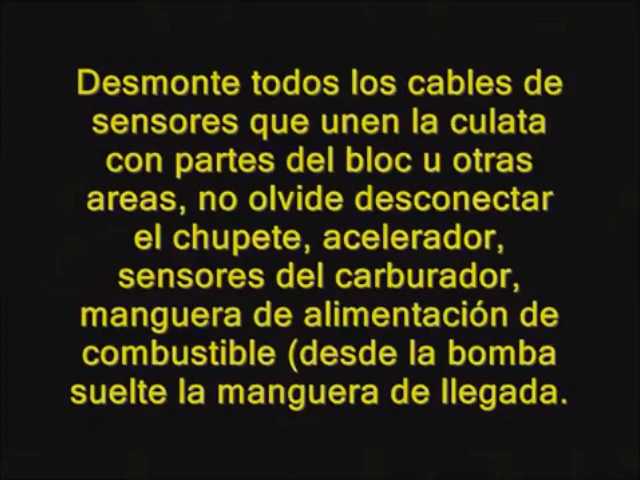 Desmonte todos los cables de
sensores que unen la culata
con partes del bloc u otras
areas, no olvide desconectar
el chupete, acelerador,
sensores del carburador,
manguera de alimentación de
combustible (desde la bomba
suelte la manguera de llegada.